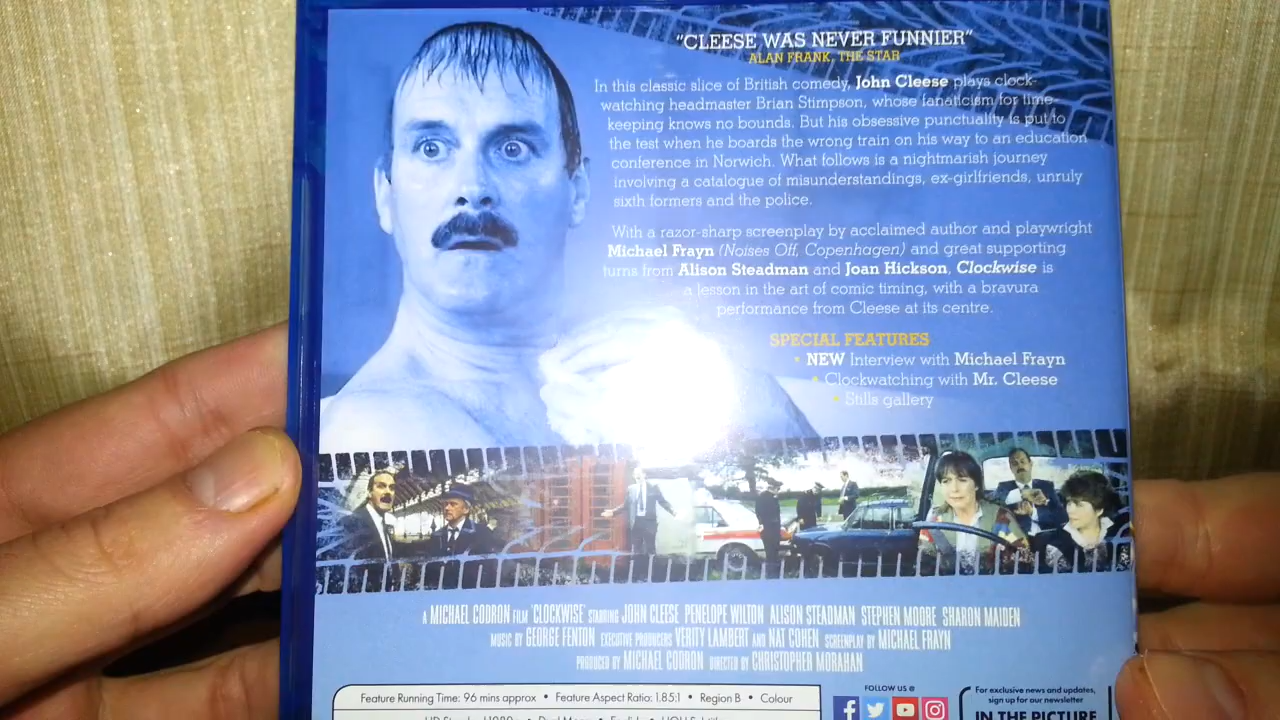 "CLEESE WAS NEVER FUNNIER"
ALAN FRANK, THE STAR
In this classic slice of British comedy, John Cleese plays clock-
watching headmaster Brian Stimpson, whose fanaticism for time-
keeping knows no bounds. But his obsessive punctuality is put to
the test when he boards the wrong train on his way to an education
conference in Norwich. What follows is a nightmarish journey
involving a catalogue of misunderstandings, ex-girlfriends, unruly
sixth formers and the police.
With a razor-sharp screenplay by acclaimed author and playwright
Michael Frayn (Noises Off, Copenhagen) and great supporting
turns from Alison Steadman and Joan Hickson, Clockwise is
a lesson in the art of comic timing, with a bravura
performance from Cleese at its centre.
SPECIAL FEATURES
• NEW Interview with Michael Frayn
• Clockwatching with Mr. Cleese
• Stills gallery
A MICHAEL CODRON FILM 'CLOCKWISE' STARRING JOHN CLEESE PENELOPE WILTON ALISON STEADMAN STEPHEN MOORE SHARON MAIDEN
MUSIC BY GEORGE FENTON EXECUTIVE PRODUCERS VERITY LAMBERT AND NAT COHEN SCREENPLAY BY MICHAEL FRAYN
PRODUCED BY MICHAEL CODRON DIRECTED BY CHRISTOPHER MORAHAN
Feature Running Time: 96 mins approx • Feature Aspect Ratio: 1.85:1 • Region B • Colour
FOLLOW US @
For exclusive news and updates,
sign up for our newsletter
IN THE PICTURE